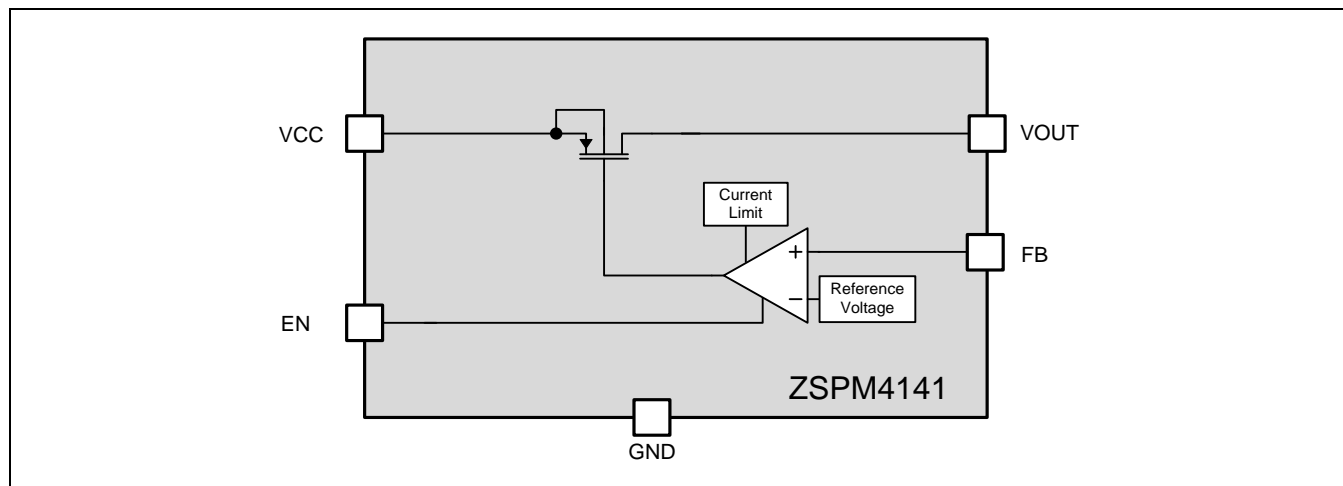 VCC
VOUT
Current
Limit
+
FB
−
Reference
Voltage
EN
ZSPM4141
GND